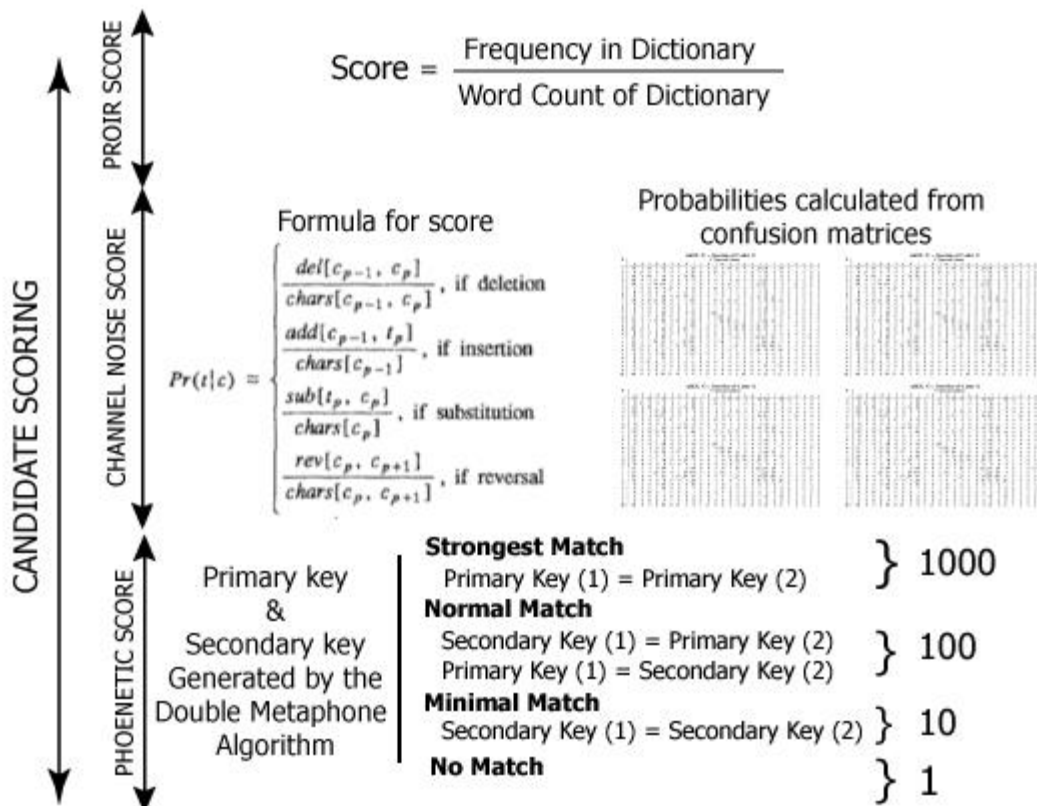 CANDIDATE SCORING
PROIR SCORE
Score = Frequency in Dictionary
Word Count of Dictionary
CHANNEL NOISE SCORE
Formula for score
Pr(t|c) =
del[c_{p-1}, c_p]
chars[c_{p-1}, c_p], if deletion
add[c_{p-1}, t_p]
chars[c_{p-1}], if insertion
sub[t_p, c_p]
chars[c_p], if substitution
rev[c_p, c_{p+1}]
chars[c_p, c_{p+1}], if reversal
Probabilities calculated from
confusion matrices
PHOENETIC SCORE
Primary key
&
Secondary key
Generated by the
Double Metaphone
Algorithm
Strongest Match
Primary Key (1) = Primary Key (2) } 1000
Normal Match
Secondary Key (1) = Primary Key (2)
Primary Key (1) = Secondary Key (2) } 100
Minimal Match
Secondary Key (1) = Secondary Key (2) } 10
No Match } 1